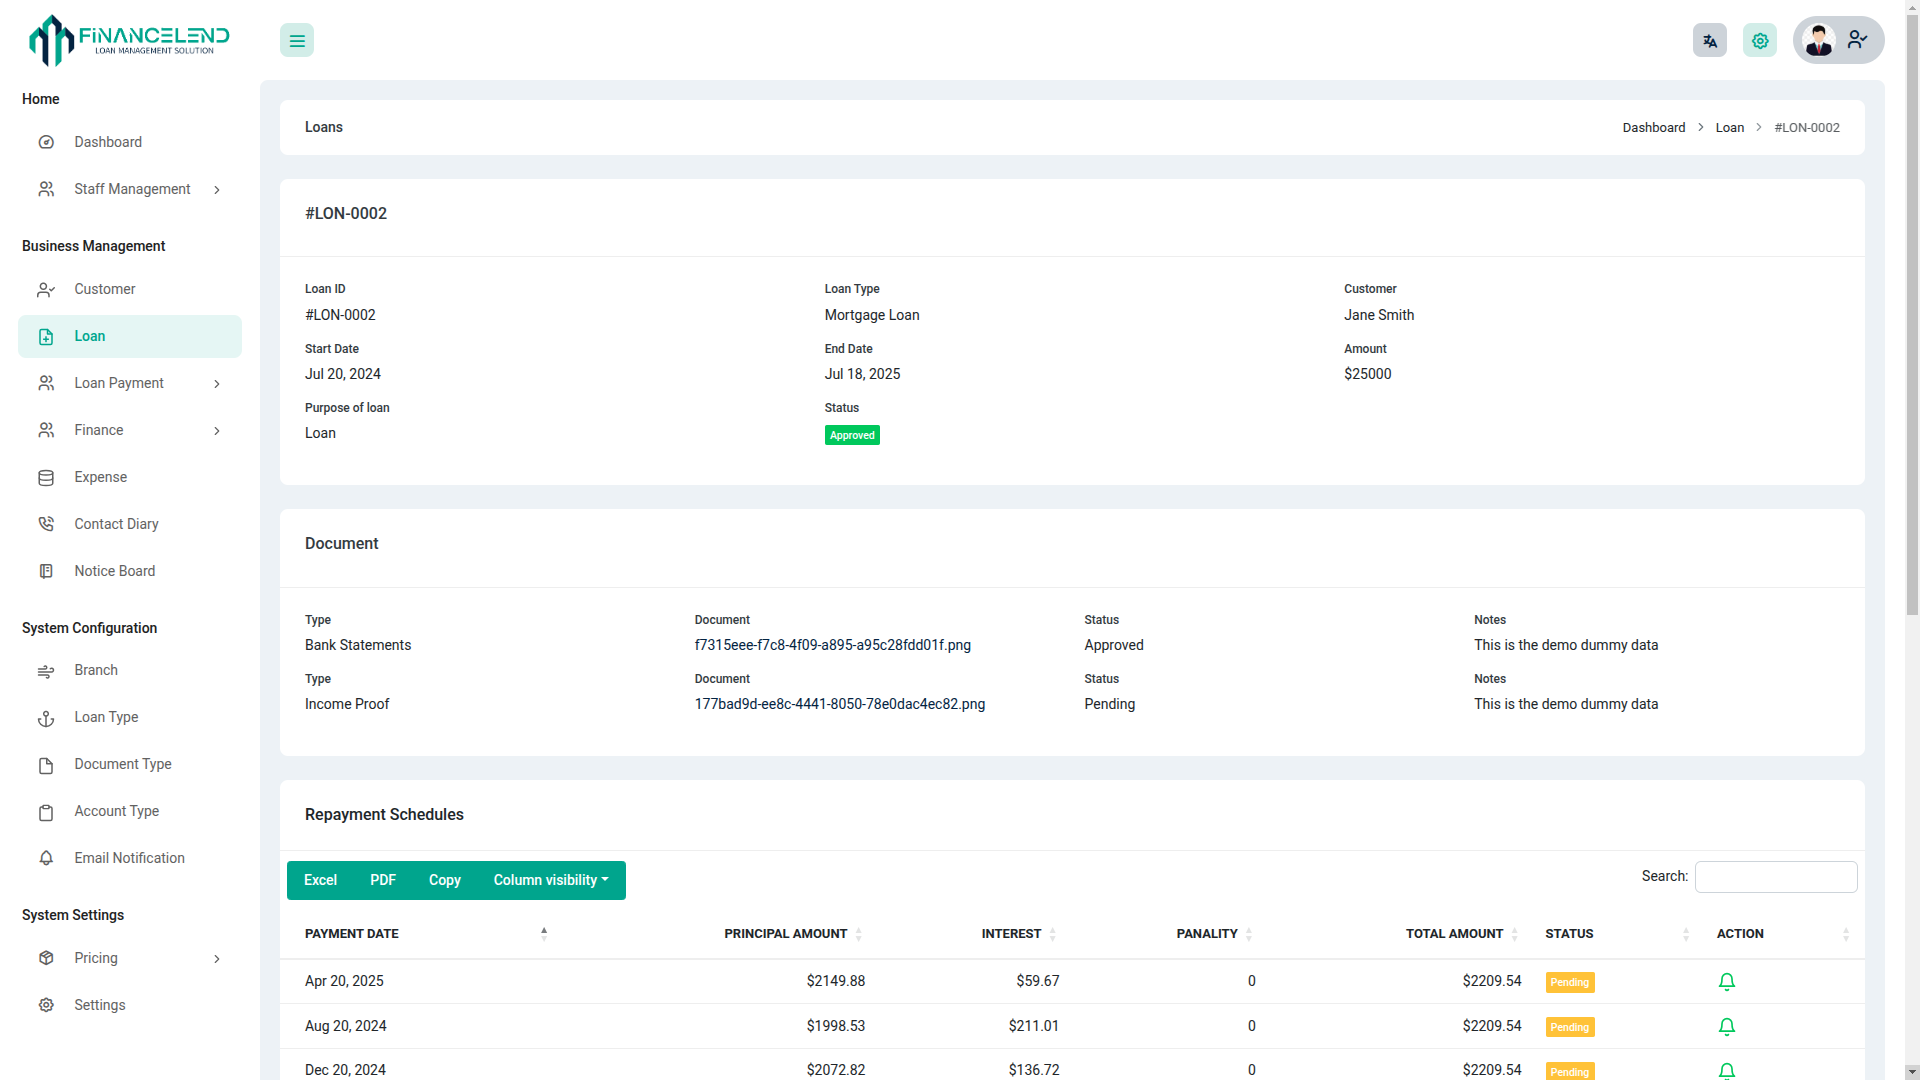 FINANCELEND
LOAN MANAGEMENT SOLUTION
Home
Dashboard
Staff Management
Business Management
Customer
Loan
Loan Payment
Finance
Expense
Contact Diary
Notice Board
System Configuration
Branch
Loan Type
Document Type
Account Type
Email Notification
System Settings
Pricing
Settings
Loans
Dashboard > Loan > #LON-0002
#LON-0002
Loan ID Loan Type Customer
#LON-0002 Mortgage Loan Jane Smith
Start Date End Date Amount
Jul 20, 2024 Jul 18, 2025 $25000
Purpose of loan Status
Loan Approved
Document
Type Document Status Notes
Bank Statements f7315eee-f7c8-4f09-a895-a95c28fdd01f.png Approved This is the demo dummy data
Type Document Status Notes
Income Proof 177bad9d-ee8c-4441-8050-78e0dac4ec82.png Pending This is the demo dummy data
Repayment Schedules
Excel PDF Copy Column visibility Search:
PAYMENT DATE PRINCIPAL AMOUNT INTEREST PANALITY TOTAL AMOUNT STATUS ACTION
Apr 20, 2025 $2149.88 $59.67 0 $2209.54 Pending
Aug 20, 2024 $1998.53 $211.01 0 $2209.54 Pending
Dec 20, 2024 $2072.82 $136.72 0 $2209.54 Pending